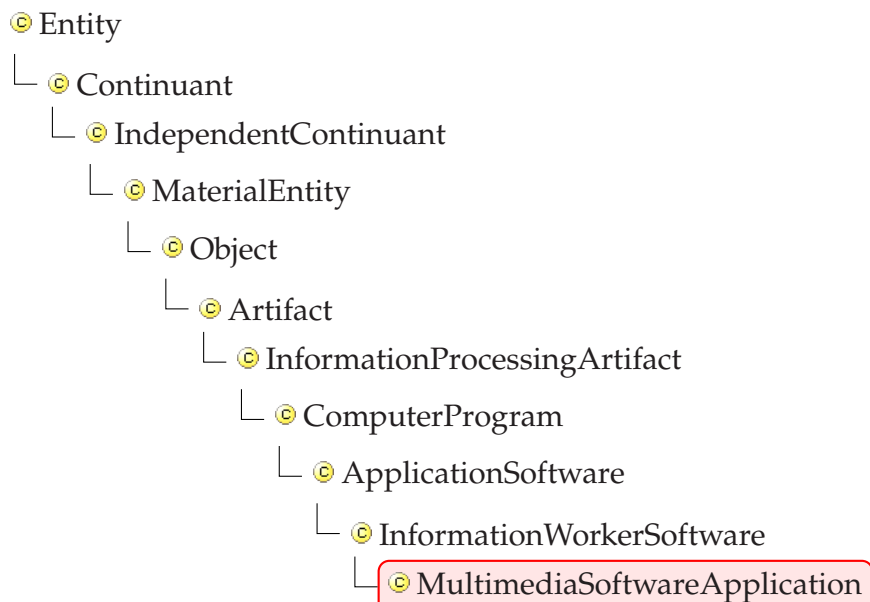 Entity
Continuant
IndependentContinuant
MaterialEntity
Object
Artifact
InformationProcessingArtifact
ComputerProgram
ApplicationSoftware
InformationWorkerSoftware
MultimediaSoftwareApplication